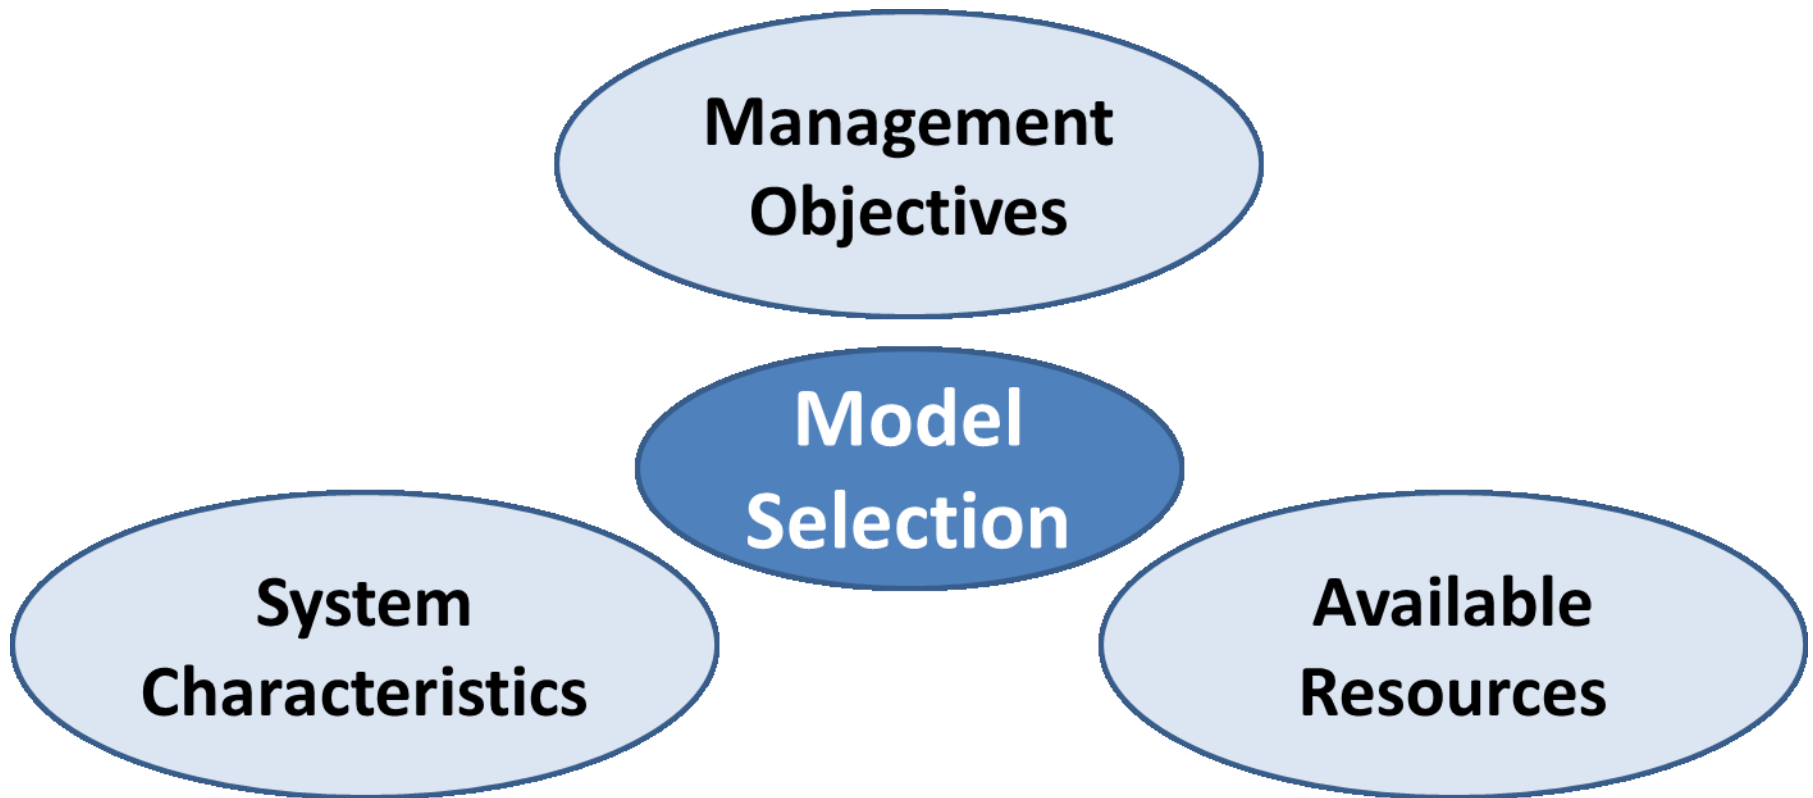 Management
Objectives
Model
Selection
System
Characteristics
Available
Resources